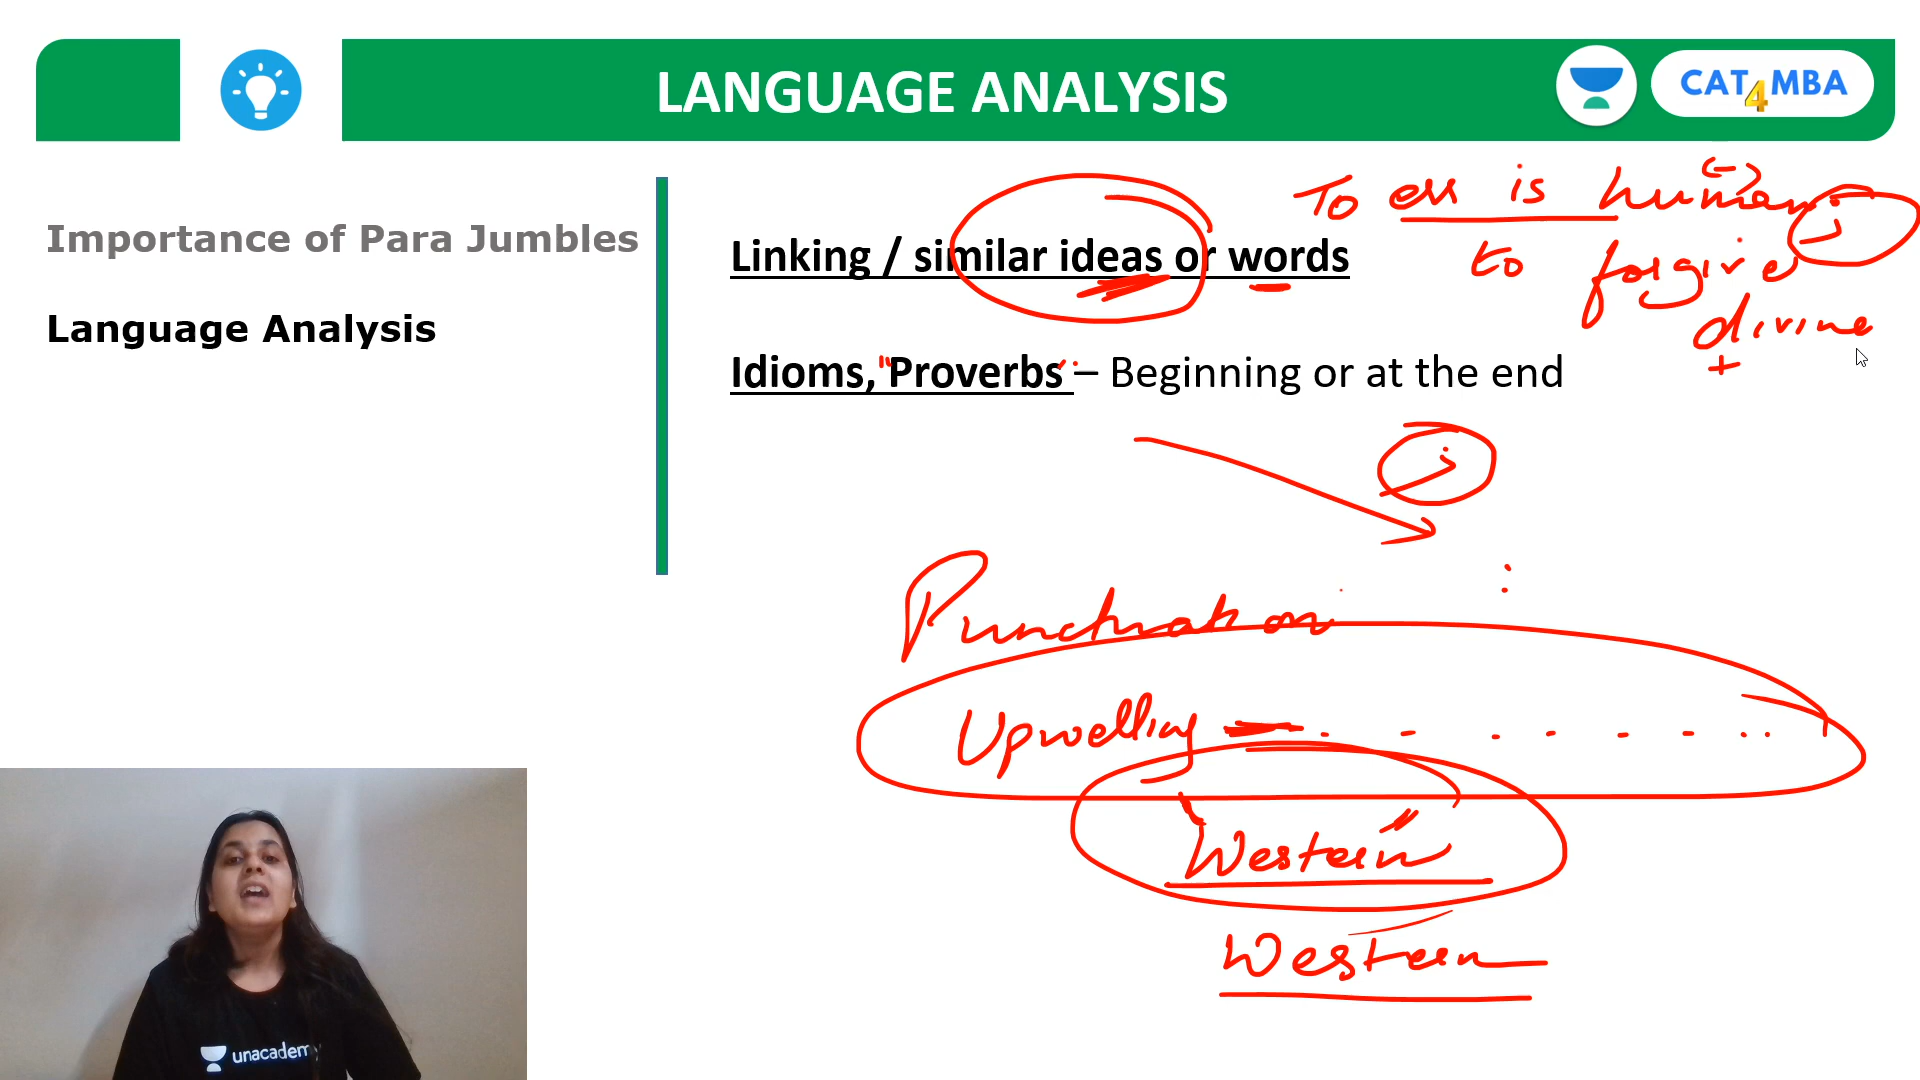 LANGUAGE ANALYSIS
CAT4MBA
Importance of Para Jumbles
Language Analysis
To err is human ;
to forgive
divine
Linking / similar ideas or words
Idioms, "Proverbs" – Beginning or at the end
;
Punctuation :
Upwelling
Western
Western
unacademy